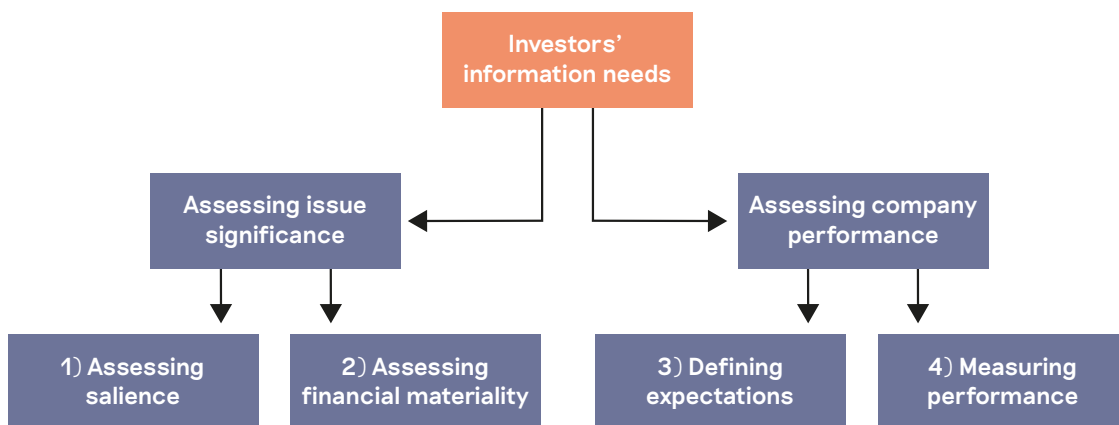 Investors’
information needs
Assessing issue
significance
Assessing company
performance
1) Assessing
salience
2) Assessing
financial materiality
3) Defining
expectations
4) Measuring
performance